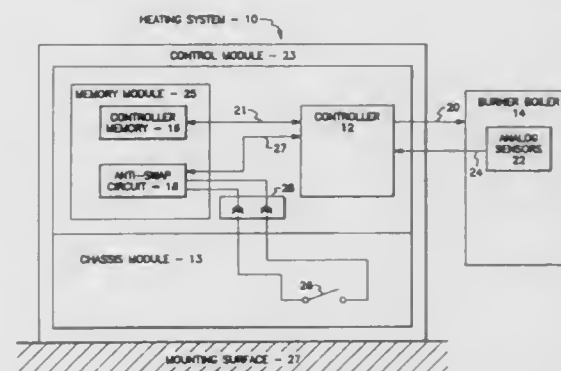 HEATING SYSTEM - 10
CONTROL MODULE - 23
MEMORY MODULE - 25
CONTROLLER
MEMORY - 16
21
27
CONTROLLER
12
20
BURNER BOILER
14
ANALOG
SENSORS
22
24
ANTI-SWAP
CIRCUIT - 18
28
CHASSIS MODULE - 13
26
MOUNTING SURFACE - 27